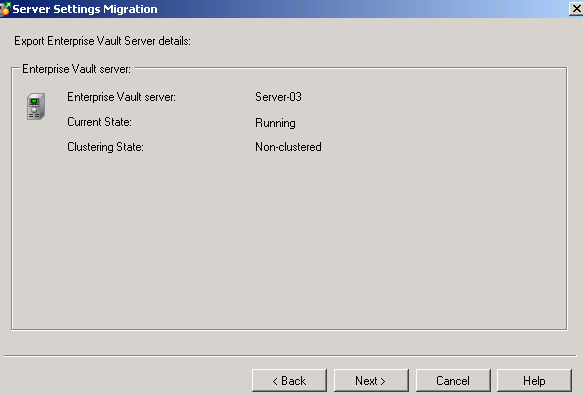 Server Settings Migration
Export Enterprise Vault Server details:
Enterprise Vault server:
Enterprise Vault server: Server-03
Current State: Running
Clustering State: Non-clustered
< Back Next > Cancel Help